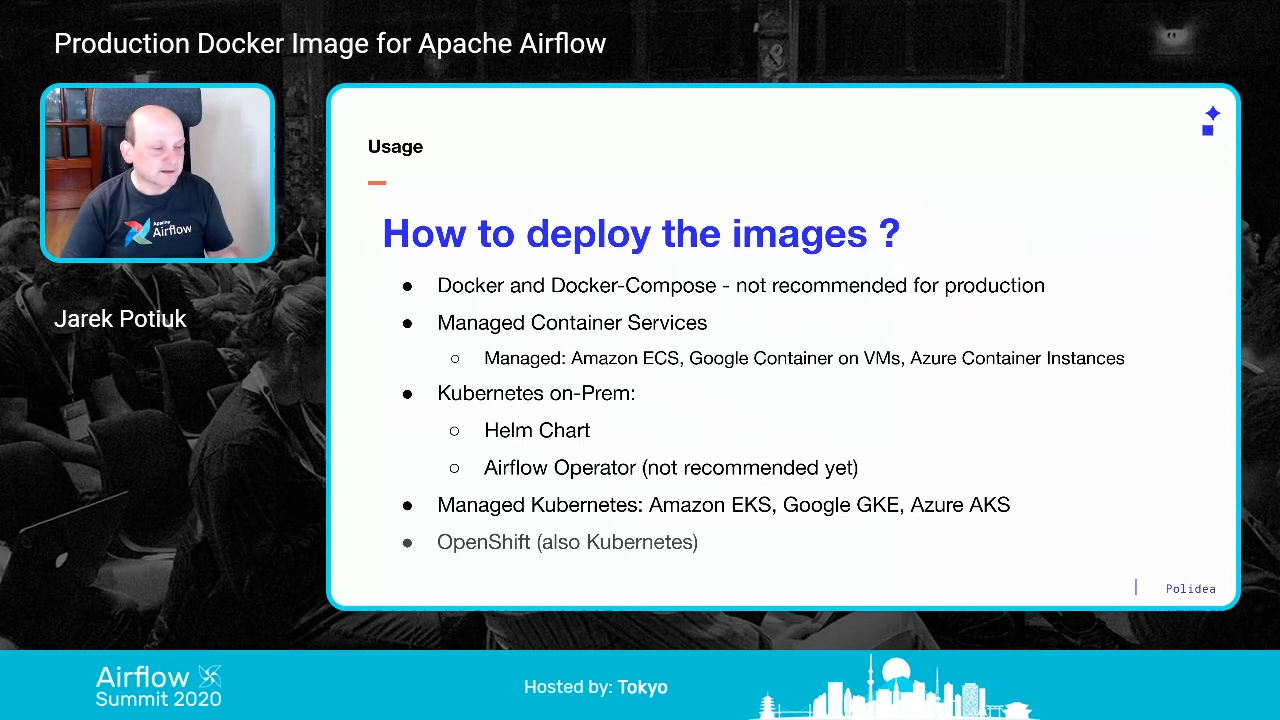 Production Docker Image for Apache Airflow
Apache
Airflow
Jarek Potiuk
Usage
How to deploy the images ?
● Docker and Docker-Compose - not recommended for production
● Managed Container Services
○ Managed: Amazon ECS, Google Container on VMs, Azure Container Instances
● Kubernetes on-Prem:
○ Helm Chart
○ Airflow Operator (not recommended yet)
● Managed Kubernetes: Amazon EKS, Google GKE, Azure AKS
● OpenShift (also Kubernetes)
| Polidea
Airflow
Summit 2020
Hosted by: Tokyo